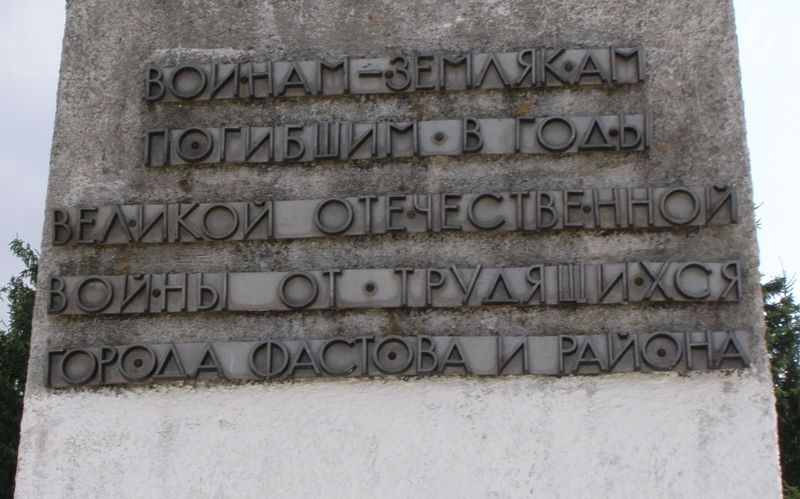 ВОИНАМ – ЗЕМЛЯКАМ
ПОГИБШИМ В ГОДЫ
ВЕЛИКОЙ ОТЕЧЕСТВЕННОЙ
ВОЙНЫ ОТ ТРУДЯЩИХСЯ
ГОРОДА ФАСТОВА И РАЙОНА